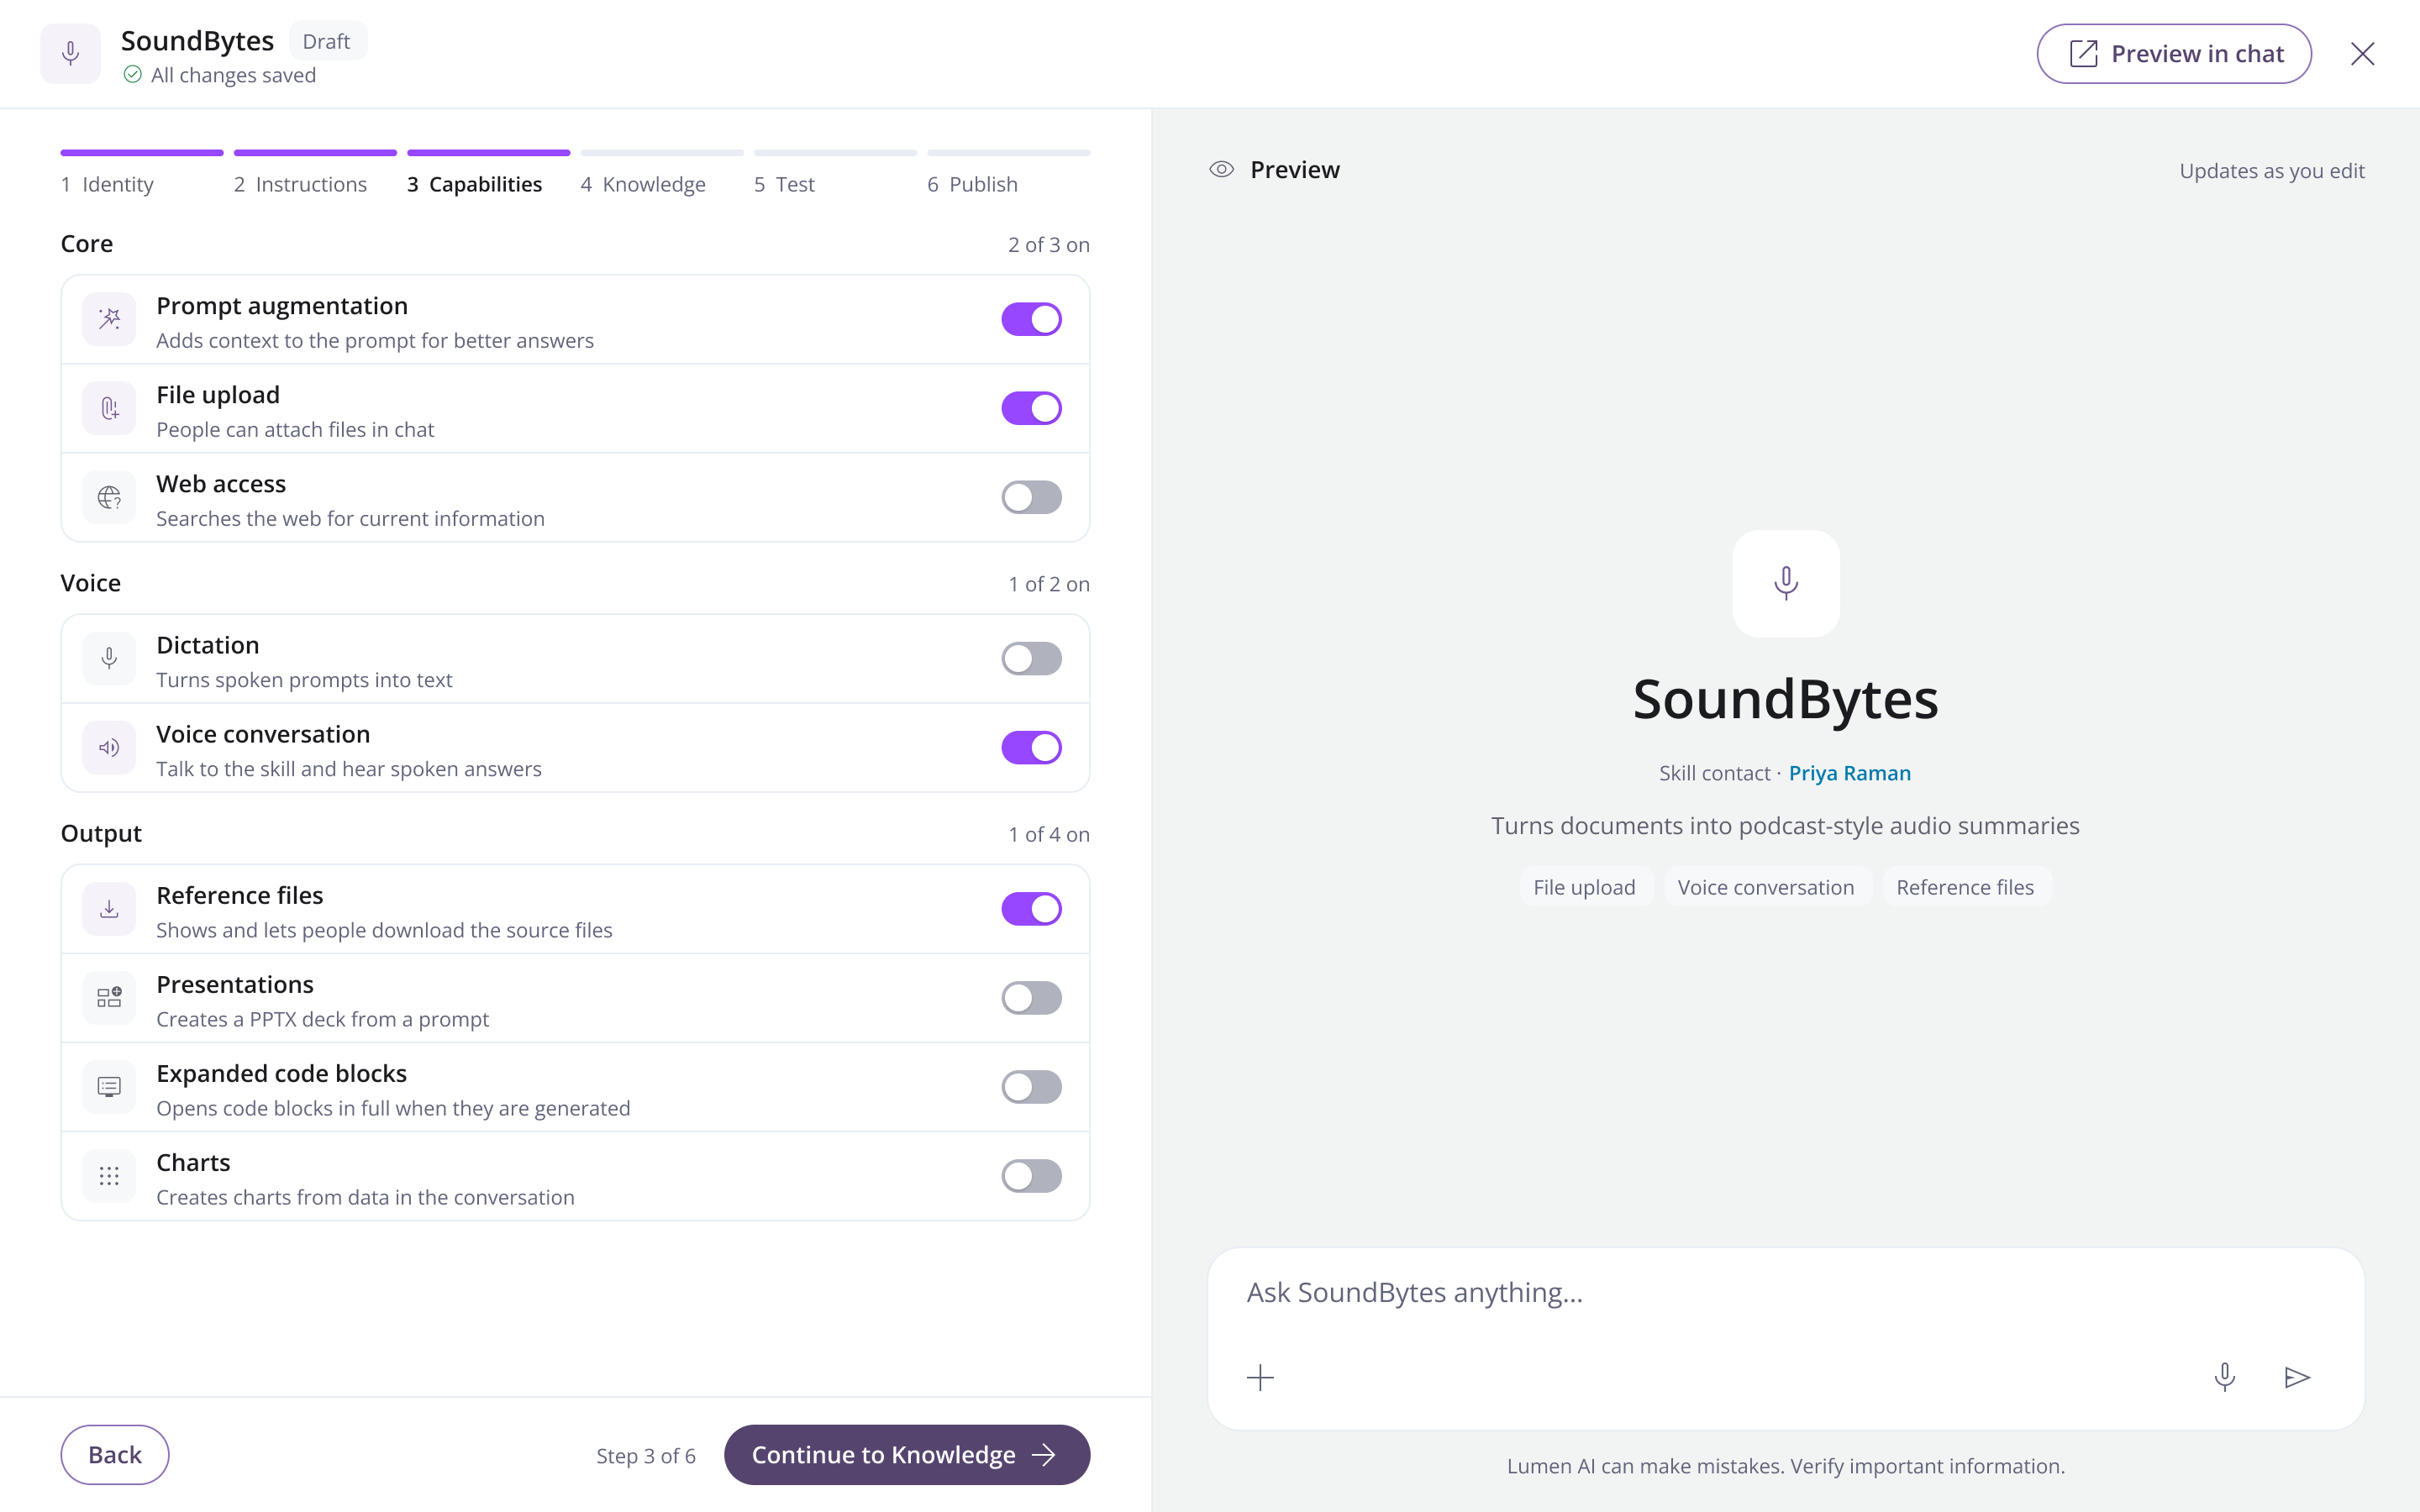 SoundBytes Draft
All changes saved
Preview in chat
1 Identity
2 Instructions
3 Capabilities
4 Knowledge
5 Test
6 Publish
Core
2 of 3 on
Prompt augmentation
Adds context to the prompt for better answers
File upload
People can attach files in chat
Web access
Searches the web for current information
Voice
1 of 2 on
Dictation
Turns spoken prompts into text
Voice conversation
Talk to the skill and hear spoken answers
Output
1 of 4 on
Reference files
Shows and lets people download the source files
Presentations
Creates a PPTX deck from a prompt
Expanded code blocks
Opens code blocks in full when they are generated
Charts
Creates charts from data in the conversation
Back
Step 3 of 6
Continue to Knowledge
Preview
Updates as you edit
SoundBytes
Skill contact · Priya Raman
Turns documents into podcast-style audio summaries
File upload
Voice conversation
Reference files
Ask SoundBytes anything...
Lumen AI can make mistakes. Verify important information.